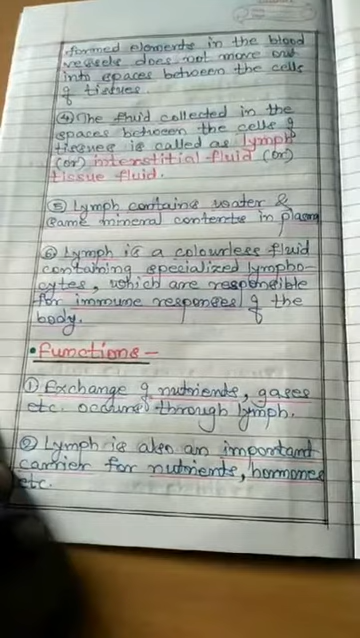 formed elements in the blood
vessels does not move out
into spaces between the cells
of tissues.
④ The fluid collected in the
spaces between the cells of
tissues is called as lymph
(or) interstitial fluid (or)
tissue fluid.
⑤ Lymph contains water &
same mineral contents in plasma
⑥ Lymph is a colourless fluid
containing specialized lympho-
cytes, which are responsible
for immune responses of the
body.
• Functions -
① Exchange of nutrients, gases
etc. occurs through lymph.
② Lymph is also an important
carrier for nutrients, hormones
etc.